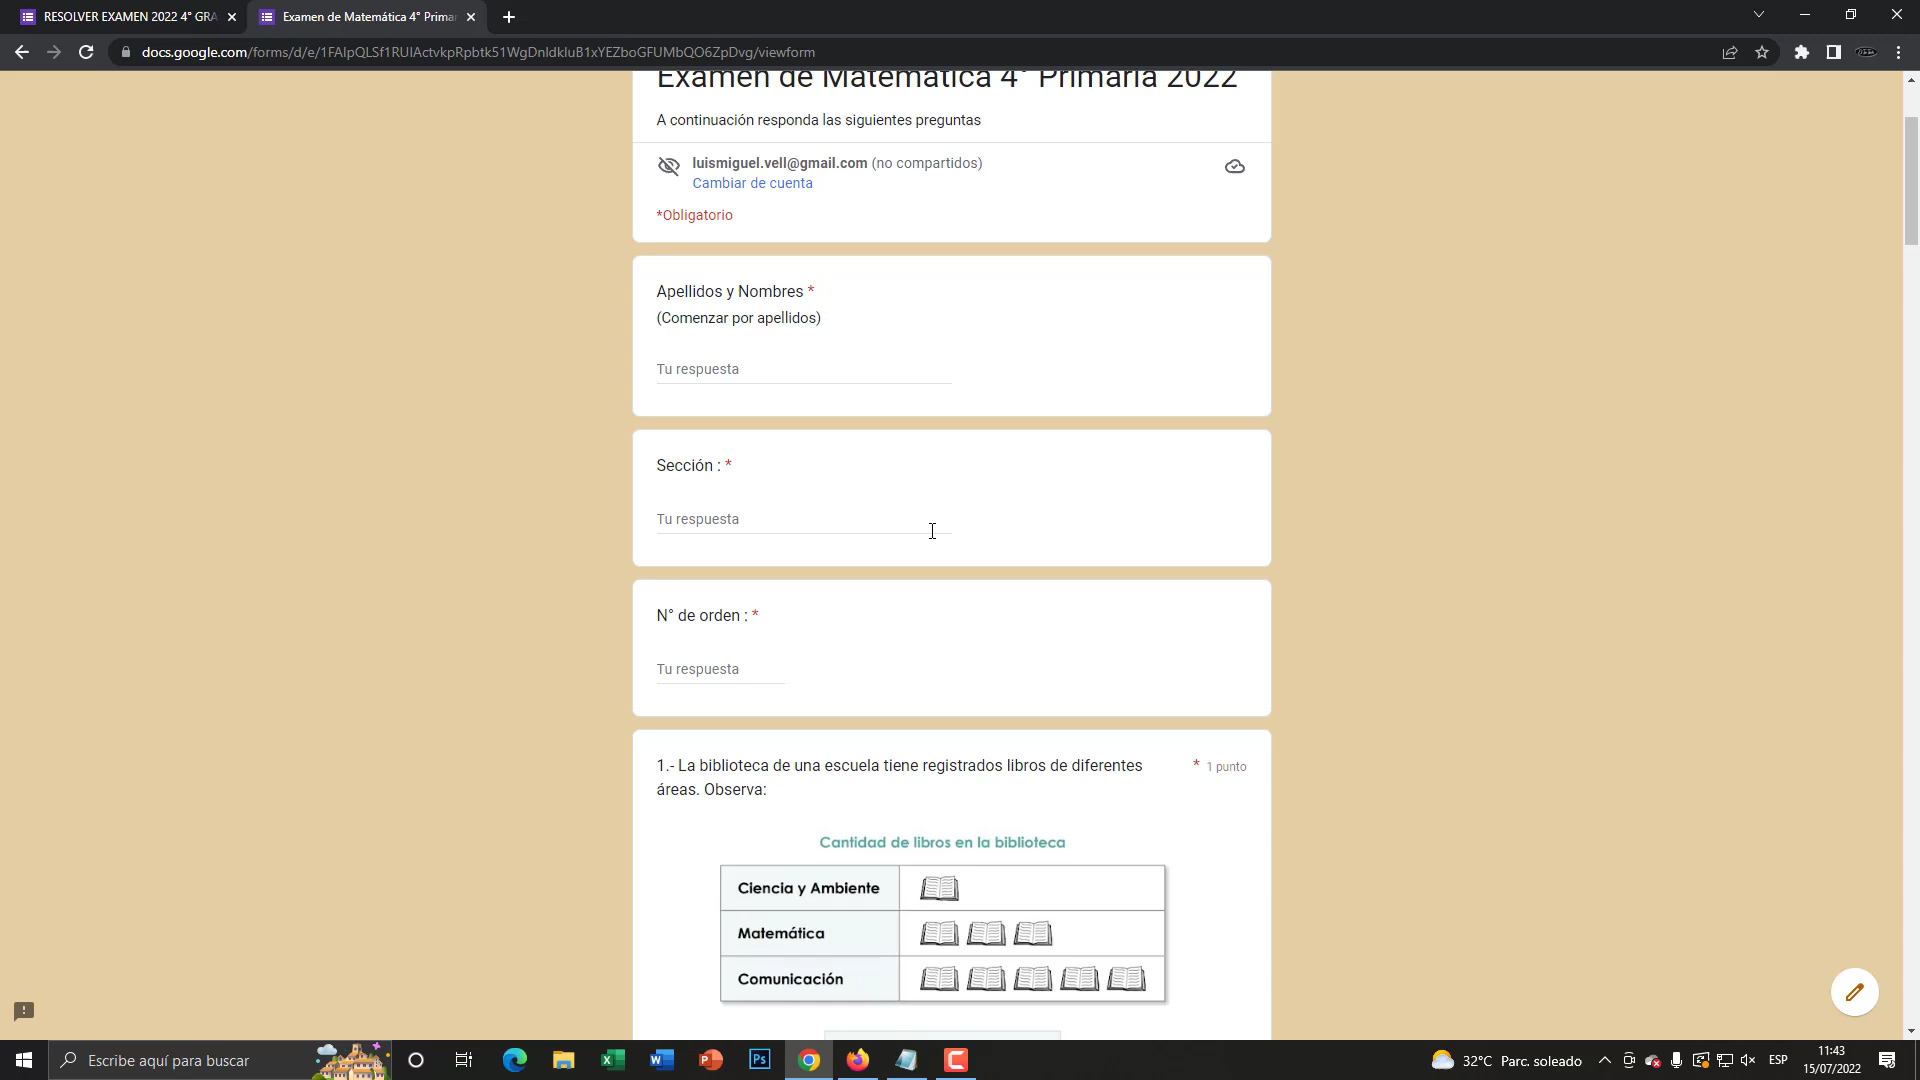 RESOLVER EXAMEN 2022 4° GRA
Examen de Matemática 4° Primar
docs.google.com/forms/d/e/1FAIpQLSf1RUIActvkpRpbtk51WgDnIdkluB1xYEZboGFUMbQO6ZpDvg/viewform
Examen de Matemática 4° Primaria 2022
A continuación responda las siguientes preguntas
luismiguel.vell@gmail.com (no compartidos)
Cambiar de cuenta
*Obligatorio
Apellidos y Nombres *
(Comenzar por apellidos)
Tu respuesta
Sección : *
Tu respuesta
N° de orden : *
Tu respuesta
1.- La biblioteca de una escuela tiene registrados libros de diferentes * 1 punto
áreas. Observa:
Cantidad de libros en la biblioteca
Ciencia y Ambiente
Matemática
Comunicación
Escribe aquí para buscar
32°C Parc. soleado
ESP
11:43
15/07/2022